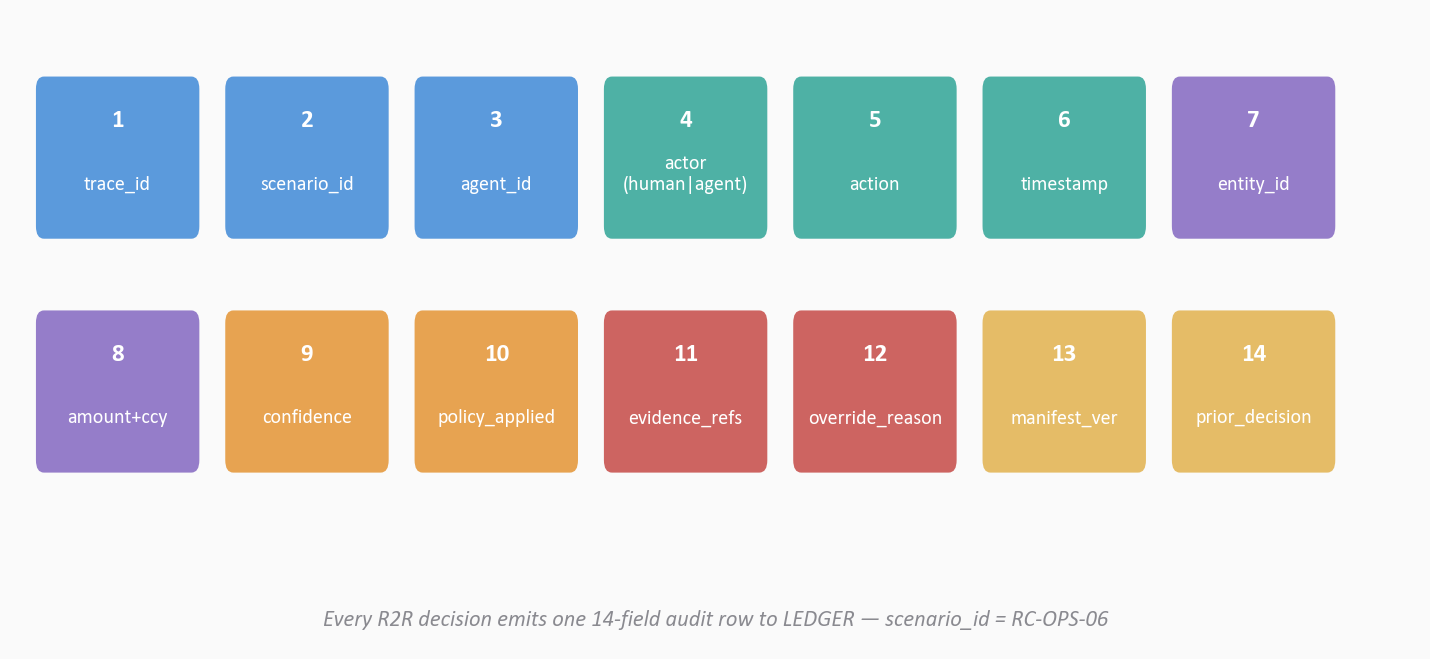 1
trace_id
2
scenario_id
3
agent_id
4
actor
(human|agent)
5
action
6
timestamp
7
entity_id
8
amount+ccy
9
confidence
10
policy_applied
11
evidence_refs
12
override_reason
13
manifest_ver
14
prior_decision
Every R2R decision emits one 14-field audit row to LEDGER — scenario_id = RC-OPS-06